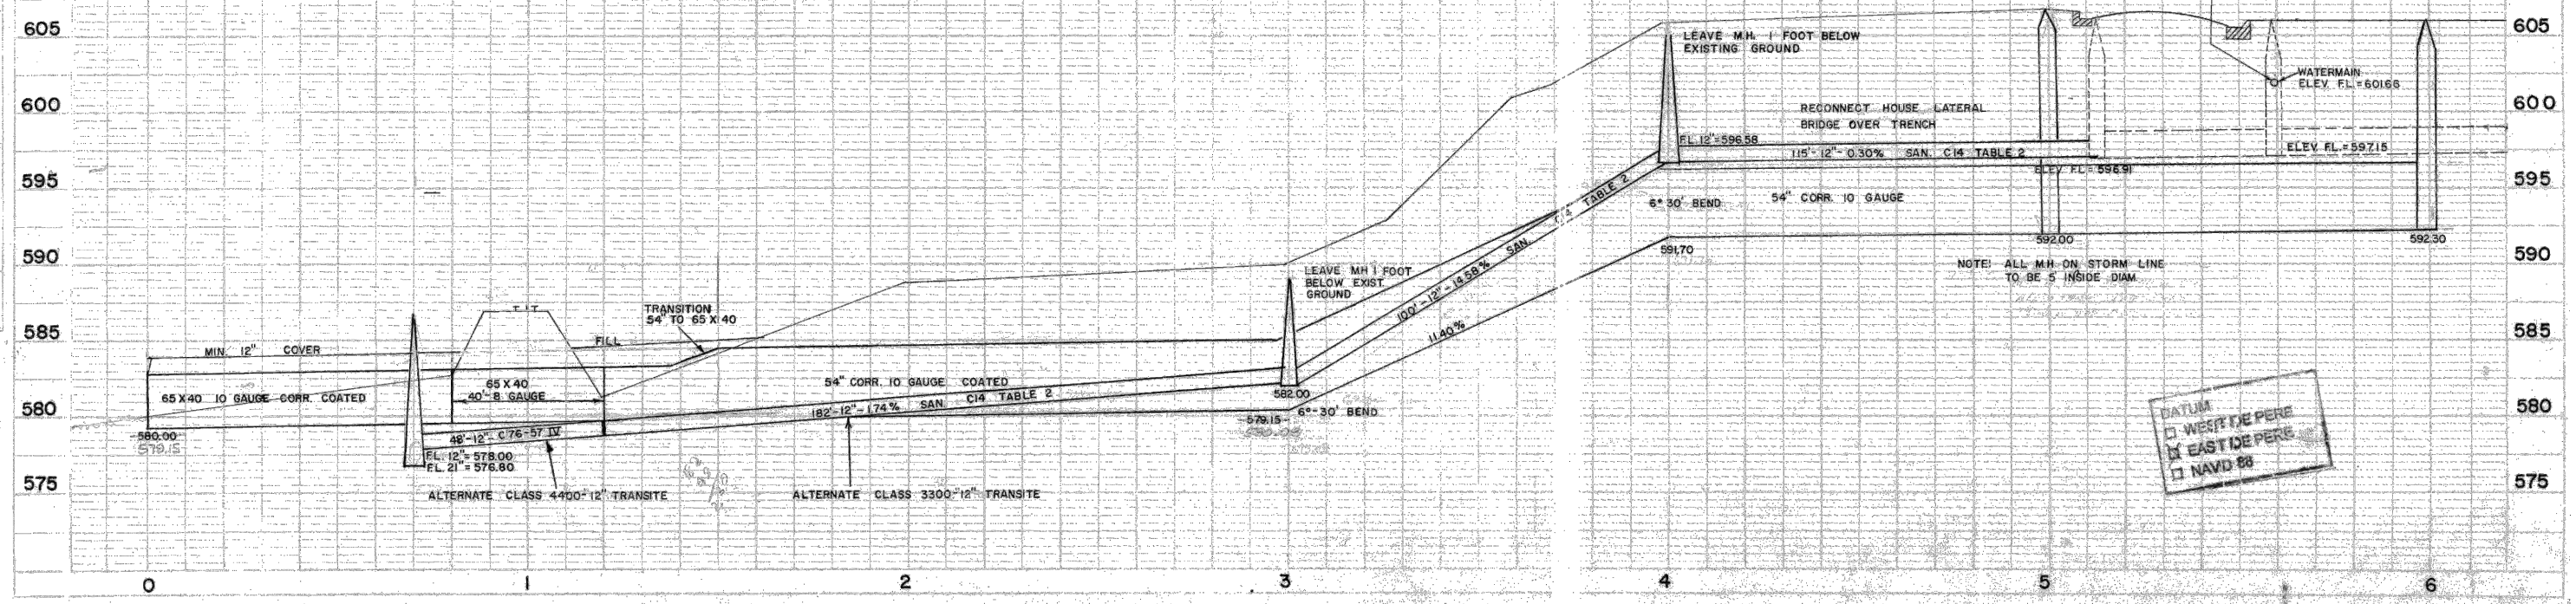 605
600
595
590
585
580
575
MIN. 12" COVER
65 X 40 10 GAUGE CORR. COATED
580.00
579.15
F.L. 12" = 578.00
F.L. 21" = 576.80
48'-12"- C76-57 IV
65 X 40
40'-8 GAUGE
FILL
TRANSITION
54" TO 65 X 40
ALTERNATE CLASS 4400-12" TRANSITE
ALTERNATE CLASS 3300-12" TRANSITE
54" CORR. 10 GAUGE COATED
182'-12"-1.74% SAN. C14 TABLE 2
LEAVE MH 1 FOOT
BELOW EXIST.
GROUND
582.00
579.15
6°-30' BEND
100'-12"-14.58% SAN. C14 TABLE 2
11.40%
LEAVE M.H. 1 FOOT BELOW
EXISTING GROUND
F.L. 12"=596.58
RECONNECT HOUSE LATERAL
BRIDGE OVER TRENCH
115'-12"-0.30% SAN. C14 TABLE 2
ELEV. F.L.= 596.91
6° 30' BEND
54" CORR. 10 GAUGE
591.70
592.00
592.30
NOTE: ALL M.H. ON STORM LINE
TO BE 5' INSIDE DIAM.
WATERMAIN
ELEV. F.L.=601.66
ELEV. F.L.=597.15
605
600
595
590
585
580
575
DATUM
WEST DE PERE
EAST DE PERE
NAVD 88
0 1 2 3 4 5 6